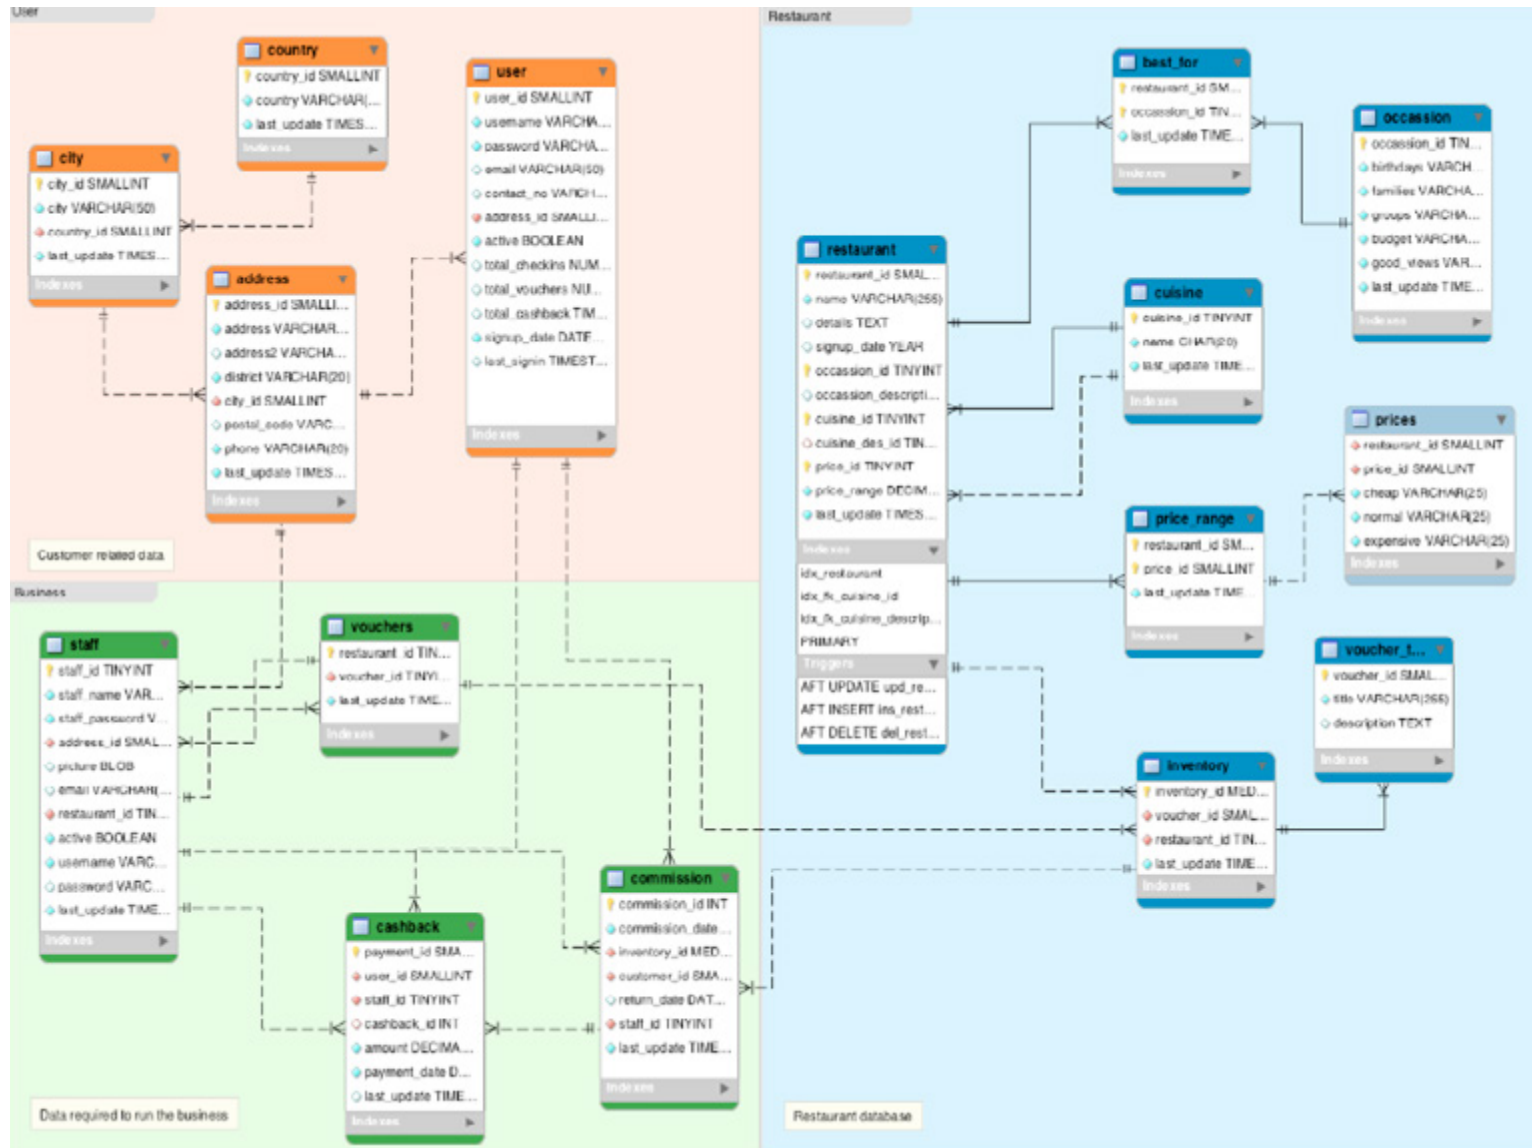 User
country
country_id SMALLINT
country VARCHAR(...
last_update TIMES...
Indexes
city
city_id SMALLINT
city VARCHAR(50)
country_id SMALLINT
last_update TIMES...
Indexes
address
address_id SMALLI...
address VARCHAR...
address2 VARCHA...
district VARCHAR(20)
city_id SMALLINT
postal_code VARC...
phone VARCHAR(20)
last_update TIMES...
Indexes
user
user_id SMALLINT
username VARCHA...
password VARCHA...
email VARCHAR(50)
contact_no VARCH...
address_id SMALLI...
active BOOLEAN
total_checkins NUM...
total_vouchers NU...
total_cashback TIM...
signup_date DATE...
last_signin TIMEST...
Indexes
Customer related data
Business
staff
staff_id TINYINT
staff_name VAR...
staff_password V...
address_id SMAL...
picture BLOB
email VARCHAR(...
restaurant_id TIN...
active BOOLEAN
username VARC...
password VARC...
last_update TIME...
Indexes
vouchers
restaurant_id TIN...
voucher_id TINYI...
last_update TIME...
Indexes
cashback
payment_id SMA...
user_id SMALLINT
staff_id TINYINT
cashback_id INT
amount DECIMA...
payment_date D...
last_update TIME...
Indexes
commission
commission_id INT
commission_date...
inventory_id MED...
customer_id SMA...
return_date DAT...
staff_id TINYINT
last_update TIME...
Indexes
Data required to run the business
Restaurant
best_for
restaurant_id SM...
occassion_id TIN...
last_update TIME...
Indexes
occassion
occassion_id TIN...
birthdays VARCH...
families VARCHA...
groups VARCHA...
budget VARCHA...
good_views VAR...
last_update TIME...
Indexes
restaurant
restaurant_id SMAL...
name VARCHAR(255)
details TEXT
signup_date YEAR
occassion_id TINYINT
occassion_descripti...
cuisine_id TINYINT
cuisine_des_id TIN...
price_id TINYINT
price_range DECIM...
last_update TIMES...
Indexes
idx_restaurant
idx_fk_cuisine_id
idx_fk_cuisine_descrip...
PRIMARY
Triggers
AFT UPDATE upd_re...
AFT INSERT ins_rest...
AFT DELETE del_rest...
cuisine
cuisine_id TINYINT
name CHAR(20)
last_update TIME...
Indexes
prices
restaurant_id SMALLINT
price_id SMALLINT
cheap VARCHAR(25)
normal VARCHAR(25)
expensive VARCHAR(25)
Indexes
price_range
restaurant_id SM...
price_id SMALLINT
last_update TIME...
Indexes
voucher_t...
voucher_id SMAL...
title VARCHAR(255)
description TEXT
Indexes
inventory
inventory_id MED...
voucher_id SMAL...
restaurant_id TIN...
last_update TIME...
Indexes
Restaurant database